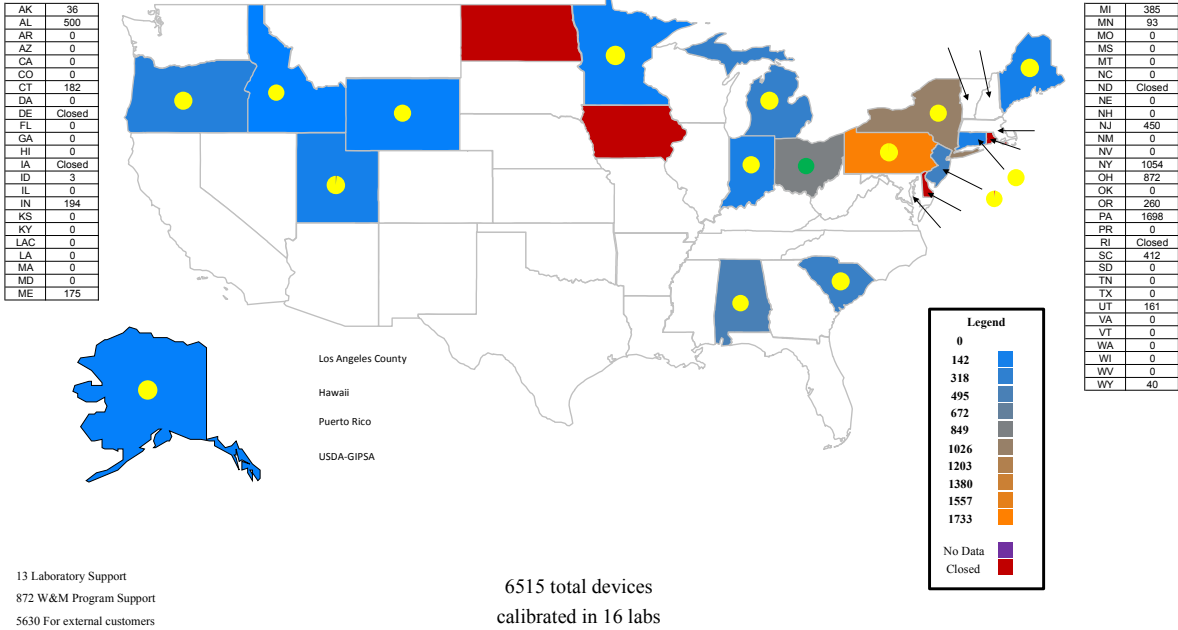 AK 36
AL 500
AR 0
AZ 0
CA 0
CO 0
CT 182
DA 0
DE Closed
FL 0
GA 0
HI 0
IA Closed
ID 3
IL 0
IN 194
KS 0
KY 0
LAC 0
LA 0
MA 0
MD 0
ME 175
MI 385
MN 93
MO 0
MS 0
MT 0
NC 0
ND Closed
NE 0
NH 0
NJ 450
NM 0
NV 0
NY 1054
OH 872
OK 0
OR 260
PA 1698
PR 0
RI Closed
SC 412
SD 0
TN 0
TX 0
UT 161
VA 0
VT 0
WA 0
WI 0
WV 0
WY 40
Los Angeles County
Hawaii
Puerto Rico
USDA-GIPSA
Legend
0
142
318
495
672
849
1026
1203
1380
1557
1733
No Data
Closed
13 Laboratory Support
872 W&M Program Support
5630 For external customers
6515 total devices
calibrated in 16 labs